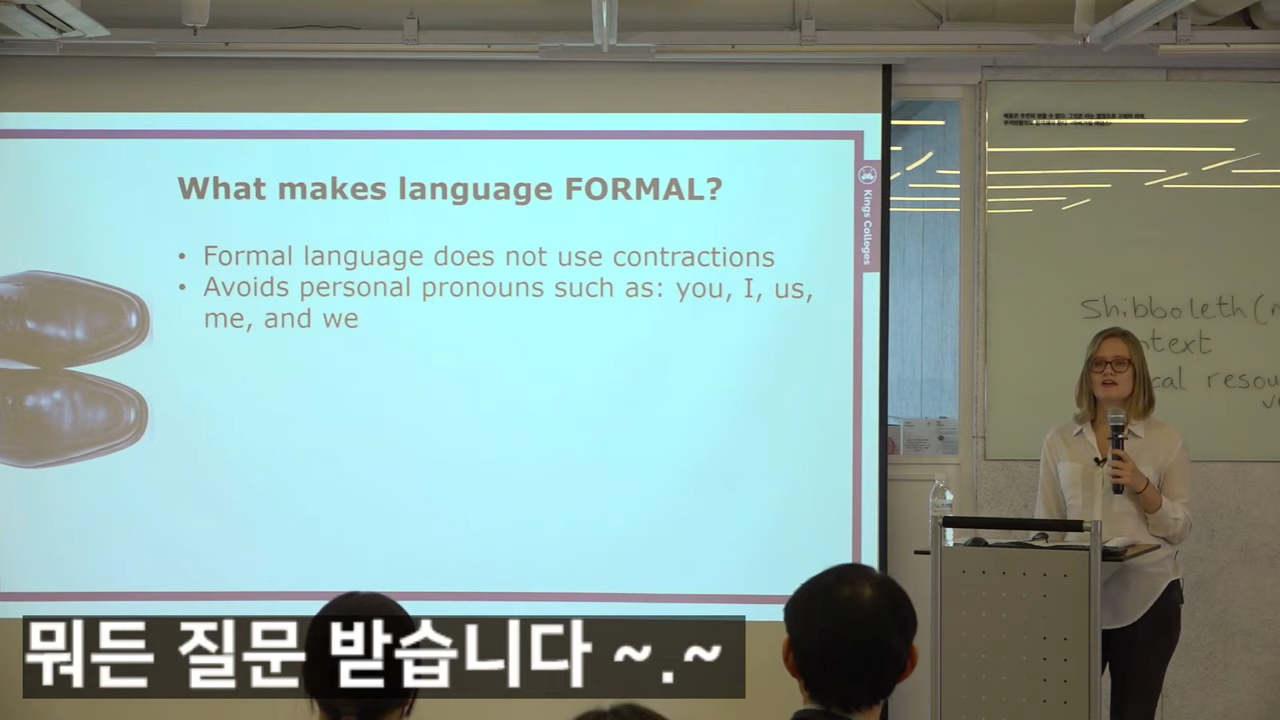 What makes language FORMAL?
• Formal language does not use contractions
• Avoids personal pronouns such as: you, I, us,
me, and we
Kings Colleges
Shibboleth
ntext
cal resou
뭐든 질문 받습니다 ~.~